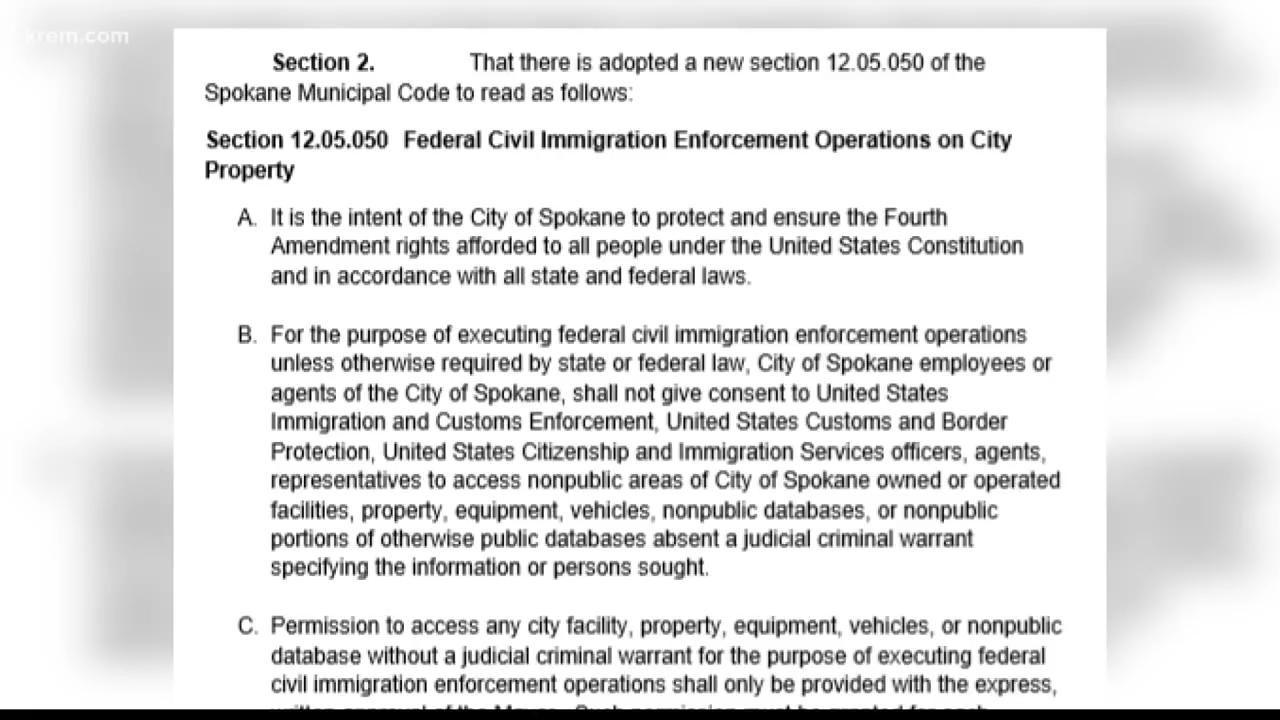 krem.com
Section 2. That there is adopted a new section 12.05.050 of the
Spokane Municipal Code to read as follows:
Section 12.05.050 Federal Civil Immigration Enforcement Operations on City
Property
A. It is the intent of the City of Spokane to protect and ensure the Fourth
Amendment rights afforded to all people under the United States Constitution
and in accordance with all state and federal laws.
B. For the purpose of executing federal civil immigration enforcement operations
unless otherwise required by state or federal law, City of Spokane employees or
agents of the City of Spokane, shall not give consent to United States
Immigration and Customs Enforcement, United States Customs and Border
Protection, United States Citizenship and Immigration Services officers, agents,
representatives to access nonpublic areas of City of Spokane owned or operated
facilities, property, equipment, vehicles, nonpublic databases, or nonpublic
portions of otherwise public databases absent a judicial criminal warrant
specifying the information or persons sought.
C. Permission to access any city facility, property, equipment, vehicles, or nonpublic
database without a judicial criminal warrant for the purpose of executing federal
civil immigration enforcement operations shall only be provided with the express,